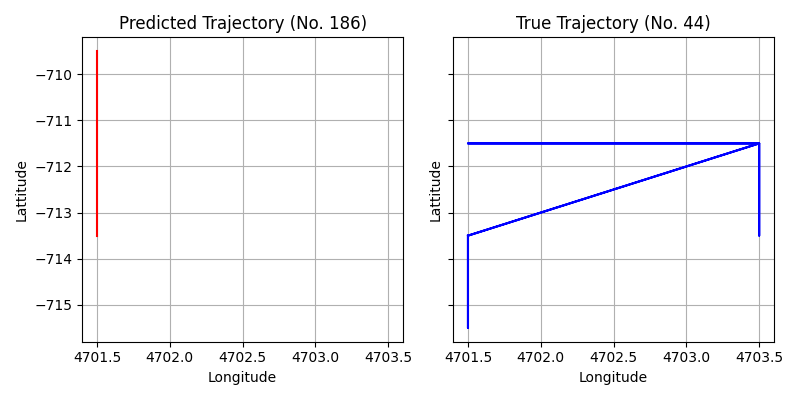 Predicted Trajectory (No. 186)
True Trajectory (No. 44)
−710
−711
−712
−713
−714
−715
Lattitude
Lattitude
4701.5 4702.0 4702.5 4703.0 4703.5
4701.5 4702.0 4702.5 4703.0 4703.5
Longitude
Longitude